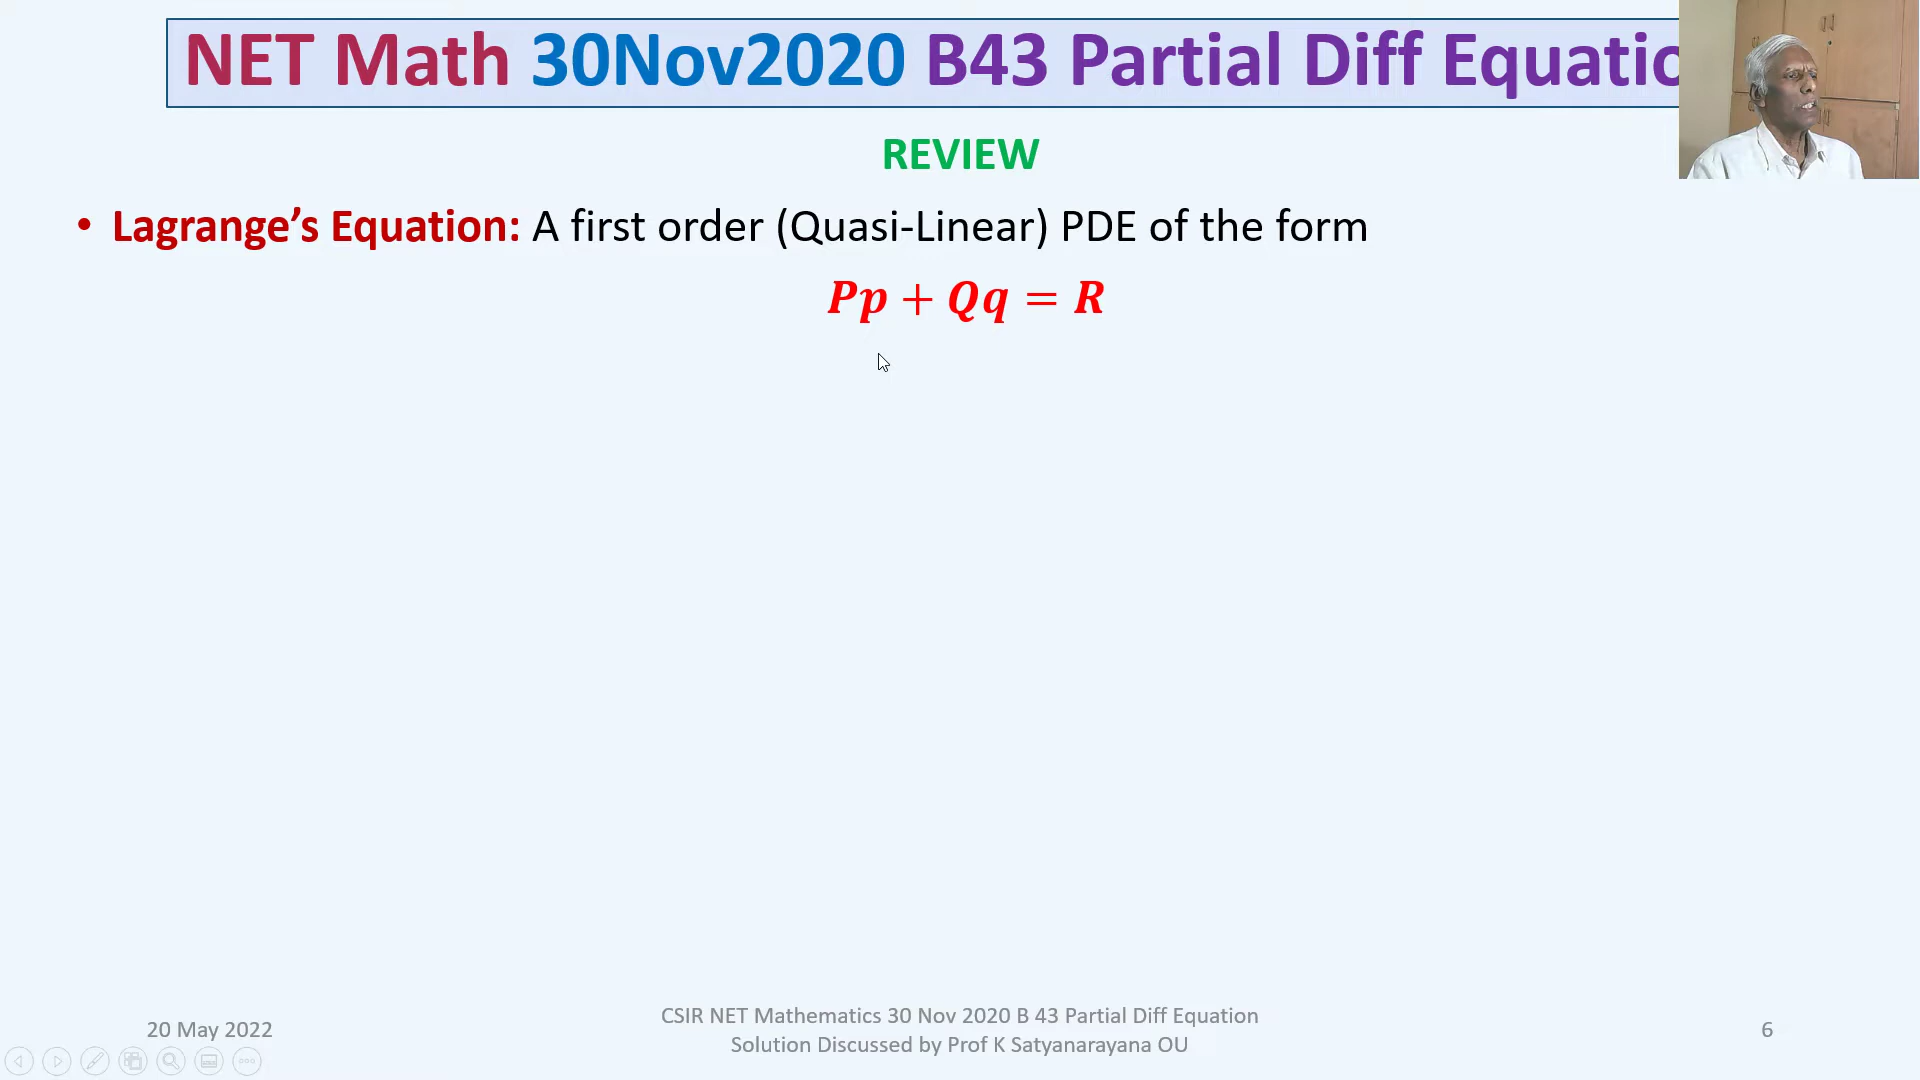 NET Math 30Nov2020 B43 Partial Diff Equatio
REVIEW
• Lagrange’s Equation: A first order (Quasi-Linear) PDE of the form
Pp + Qq = R
20 May 2022
CSIR NET Mathematics 30 Nov 2020 B 43 Partial Diff Equation
Solution Discussed by Prof K Satyanarayana OU
6